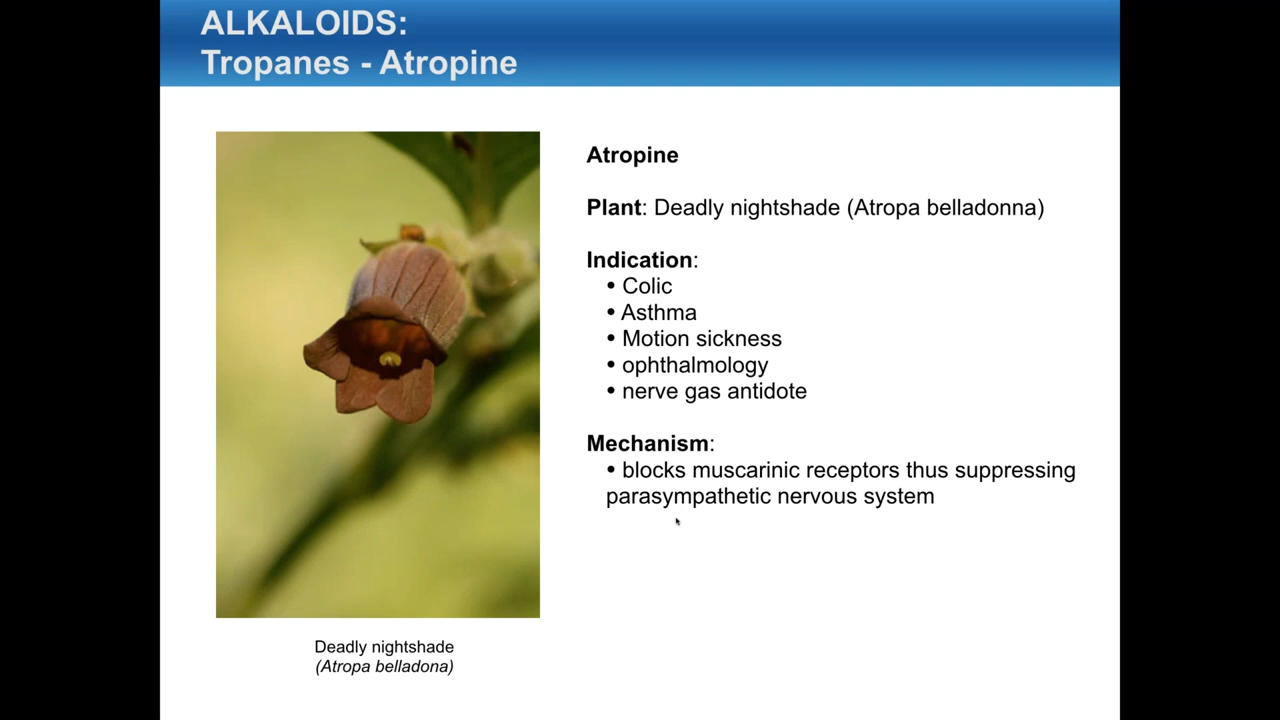 ALKALOIDS:
Tropanes - Atropine
Atropine
Plant: Deadly nightshade (Atropa belladonna)
Indication:
• Colic
• Asthma
• Motion sickness
• ophthalmology
• nerve gas antidote
Mechanism:
• blocks muscarinic receptors thus suppressing
parasympathetic nervous system
Deadly nightshade
(Atropa belladona)